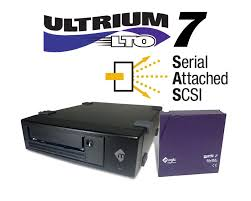 ULTRIUM
LTO
7
Serial
Attached
SCSI